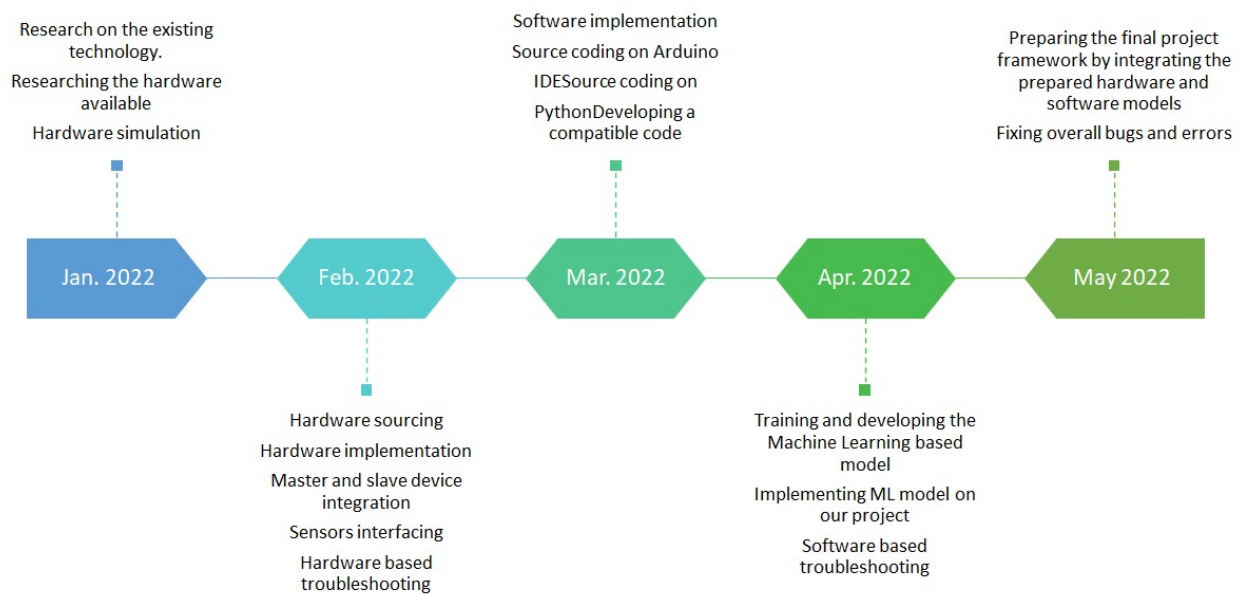 Research on the existing
technology.
Researching the hardware
available
Hardware simulation
Software implementation
Source coding on Arduino
IDESource coding on
PythonDeveloping a
compatible code
Preparing the final project
framework by integrating the
prepared hardware and
software models
Fixing overall bugs and errors
Jan. 2022
Feb. 2022
Mar. 2022
Apr. 2022
May 2022
Hardware sourcing
Hardware implementation
Master and slave device
integration
Sensors interfacing
Hardware based
troubleshooting
Training and developing the
Machine Learning based
model
Implementing ML model on
our project
Software based
troubleshooting